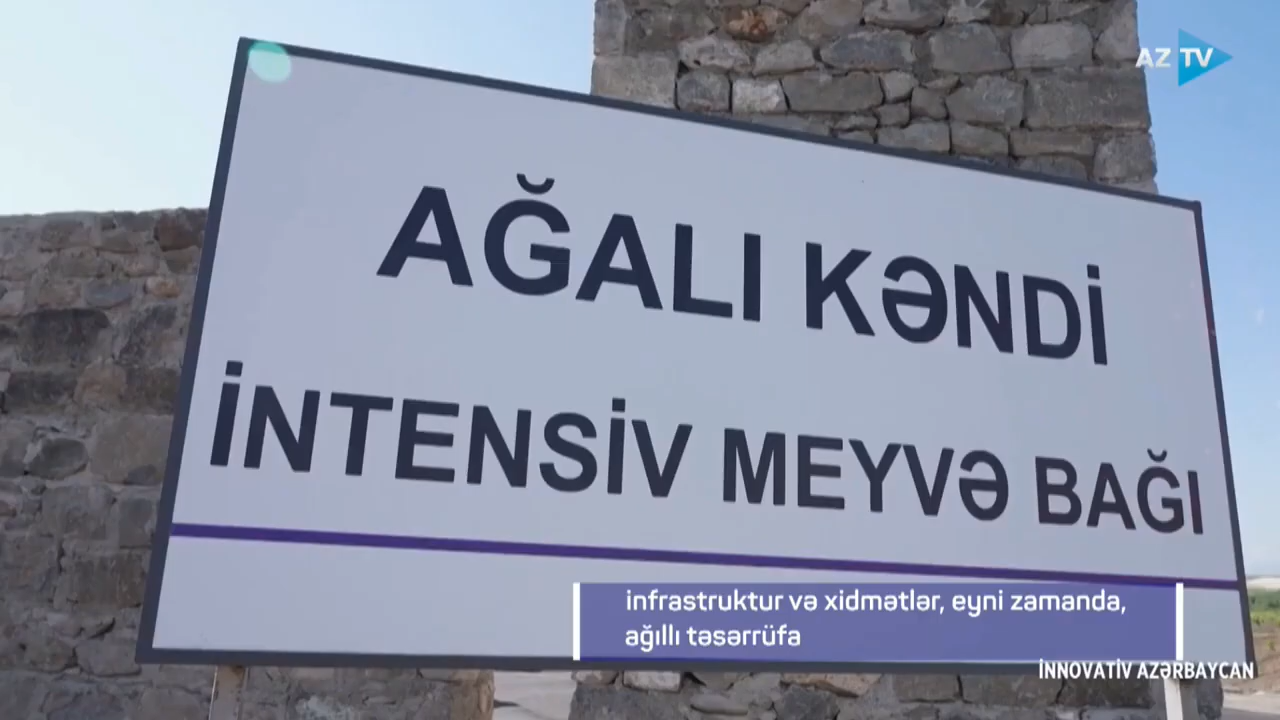 AZ TV
AĞALI KƏNDİ
İNTENSİV MEYVƏ BAĞI
infrastruktur və xidmətlər, eyni zamanda,
ağıllı təsərrüfa
İNNOVATİV AZƏRBAYCAN